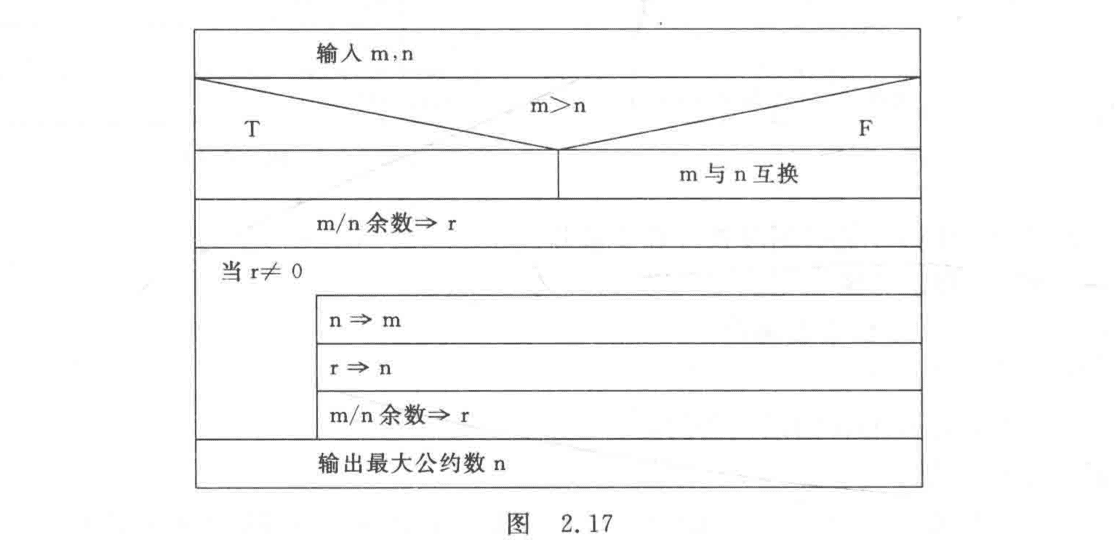 输入 m,n
m>n
T
F
m 与 n 互换
m/n 余数⇒ r
当 r≠ 0
n ⇒ m
r ⇒ n
m/n 余数⇒ r
输出最大公约数 n
图 2.17